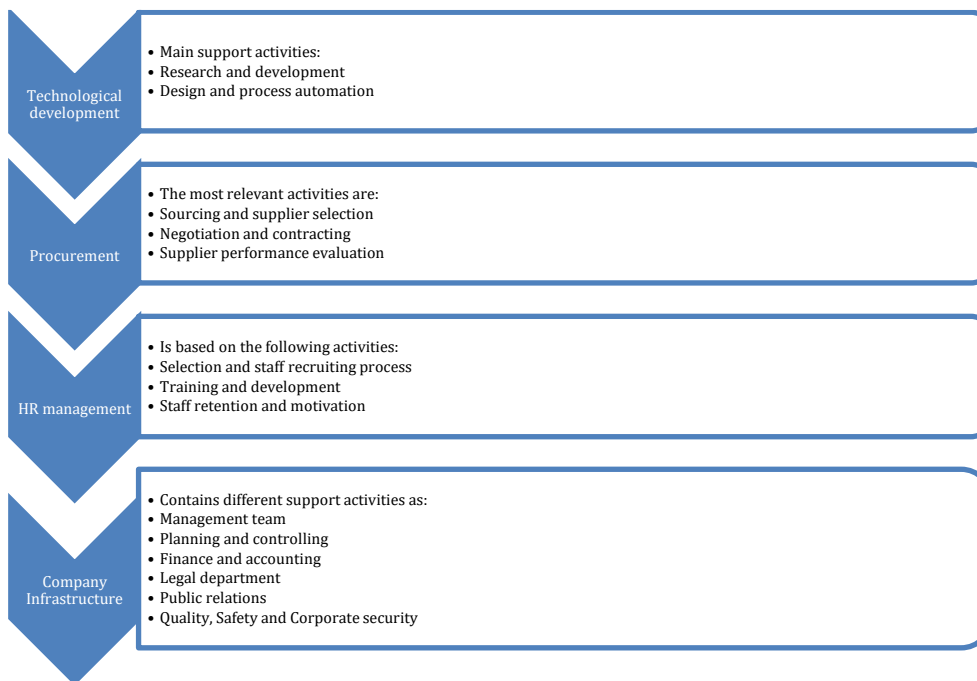 Technological
development
• Main support activities:
• Research and development
• Design and process automation
Procurement
• The most relevant activities are:
• Sourcing and supplier selection
• Negotiation and contracting
• Supplier performance evaluation
HR management
• Is based on the following activities:
• Selection and staff recruiting process
• Training and development
• Staff retention and motivation
Company
Infrastructure
• Contains different support activities as:
• Management team
• Planning and controlling
• Finance and accounting
• Legal department
• Public relations
• Quality, Safety and Corporate security